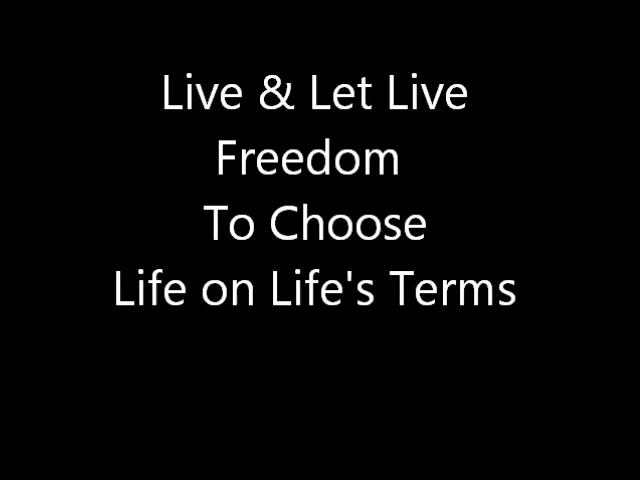 Live & Let Live
Freedom
To Choose
Life on Life's Terms